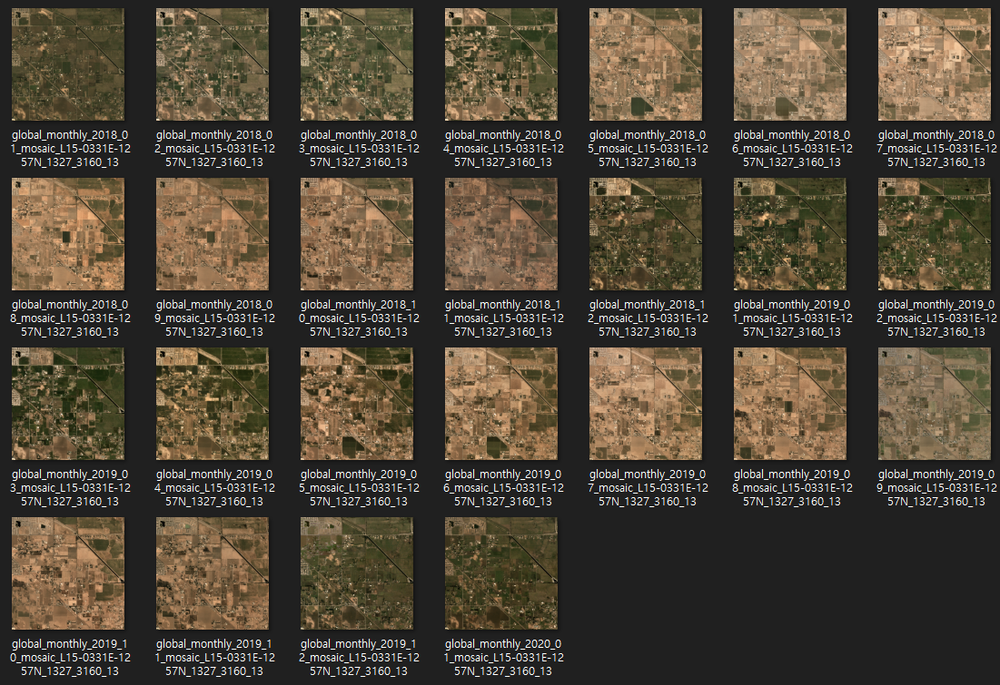 global_monthly_2018_0
1_mosaic_L15-0331E-12
57N_1327_3160_13
global_monthly_2018_0
2_mosaic_L15-0331E-12
57N_1327_3160_13
global_monthly_2018_0
3_mosaic_L15-0331E-12
57N_1327_3160_13
global_monthly_2018_0
4_mosaic_L15-0331E-12
57N_1327_3160_13
global_monthly_2018_0
5_mosaic_L15-0331E-12
57N_1327_3160_13
global_monthly_2018_0
6_mosaic_L15-0331E-12
57N_1327_3160_13
global_monthly_2018_0
7_mosaic_L15-0331E-12
57N_1327_3160_13
global_monthly_2018_0
8_mosaic_L15-0331E-12
57N_1327_3160_13
global_monthly_2018_0
9_mosaic_L15-0331E-12
57N_1327_3160_13
global_monthly_2018_1
0_mosaic_L15-0331E-12
57N_1327_3160_13
global_monthly_2018_1
1_mosaic_L15-0331E-12
57N_1327_3160_13
global_monthly_2018_1
2_mosaic_L15-0331E-12
57N_1327_3160_13
global_monthly_2019_0
1_mosaic_L15-0331E-12
57N_1327_3160_13
global_monthly_2019_0
2_mosaic_L15-0331E-12
57N_1327_3160_13
global_monthly_2019_0
3_mosaic_L15-0331E-12
57N_1327_3160_13
global_monthly_2019_0
4_mosaic_L15-0331E-12
57N_1327_3160_13
global_monthly_2019_0
5_mosaic_L15-0331E-12
57N_1327_3160_13
global_monthly_2019_0
6_mosaic_L15-0331E-12
57N_1327_3160_13
global_monthly_2019_0
7_mosaic_L15-0331E-12
57N_1327_3160_13
global_monthly_2019_0
8_mosaic_L15-0331E-12
57N_1327_3160_13
global_monthly_2019_0
9_mosaic_L15-0331E-12
57N_1327_3160_13
global_monthly_2019_1
0_mosaic_L15-0331E-12
57N_1327_3160_13
global_monthly_2019_1
1_mosaic_L15-0331E-12
57N_1327_3160_13
global_monthly_2019_1
2_mosaic_L15-0331E-12
57N_1327_3160_13
global_monthly_2020_0
1_mosaic_L15-0331E-12
57N_1327_3160_13